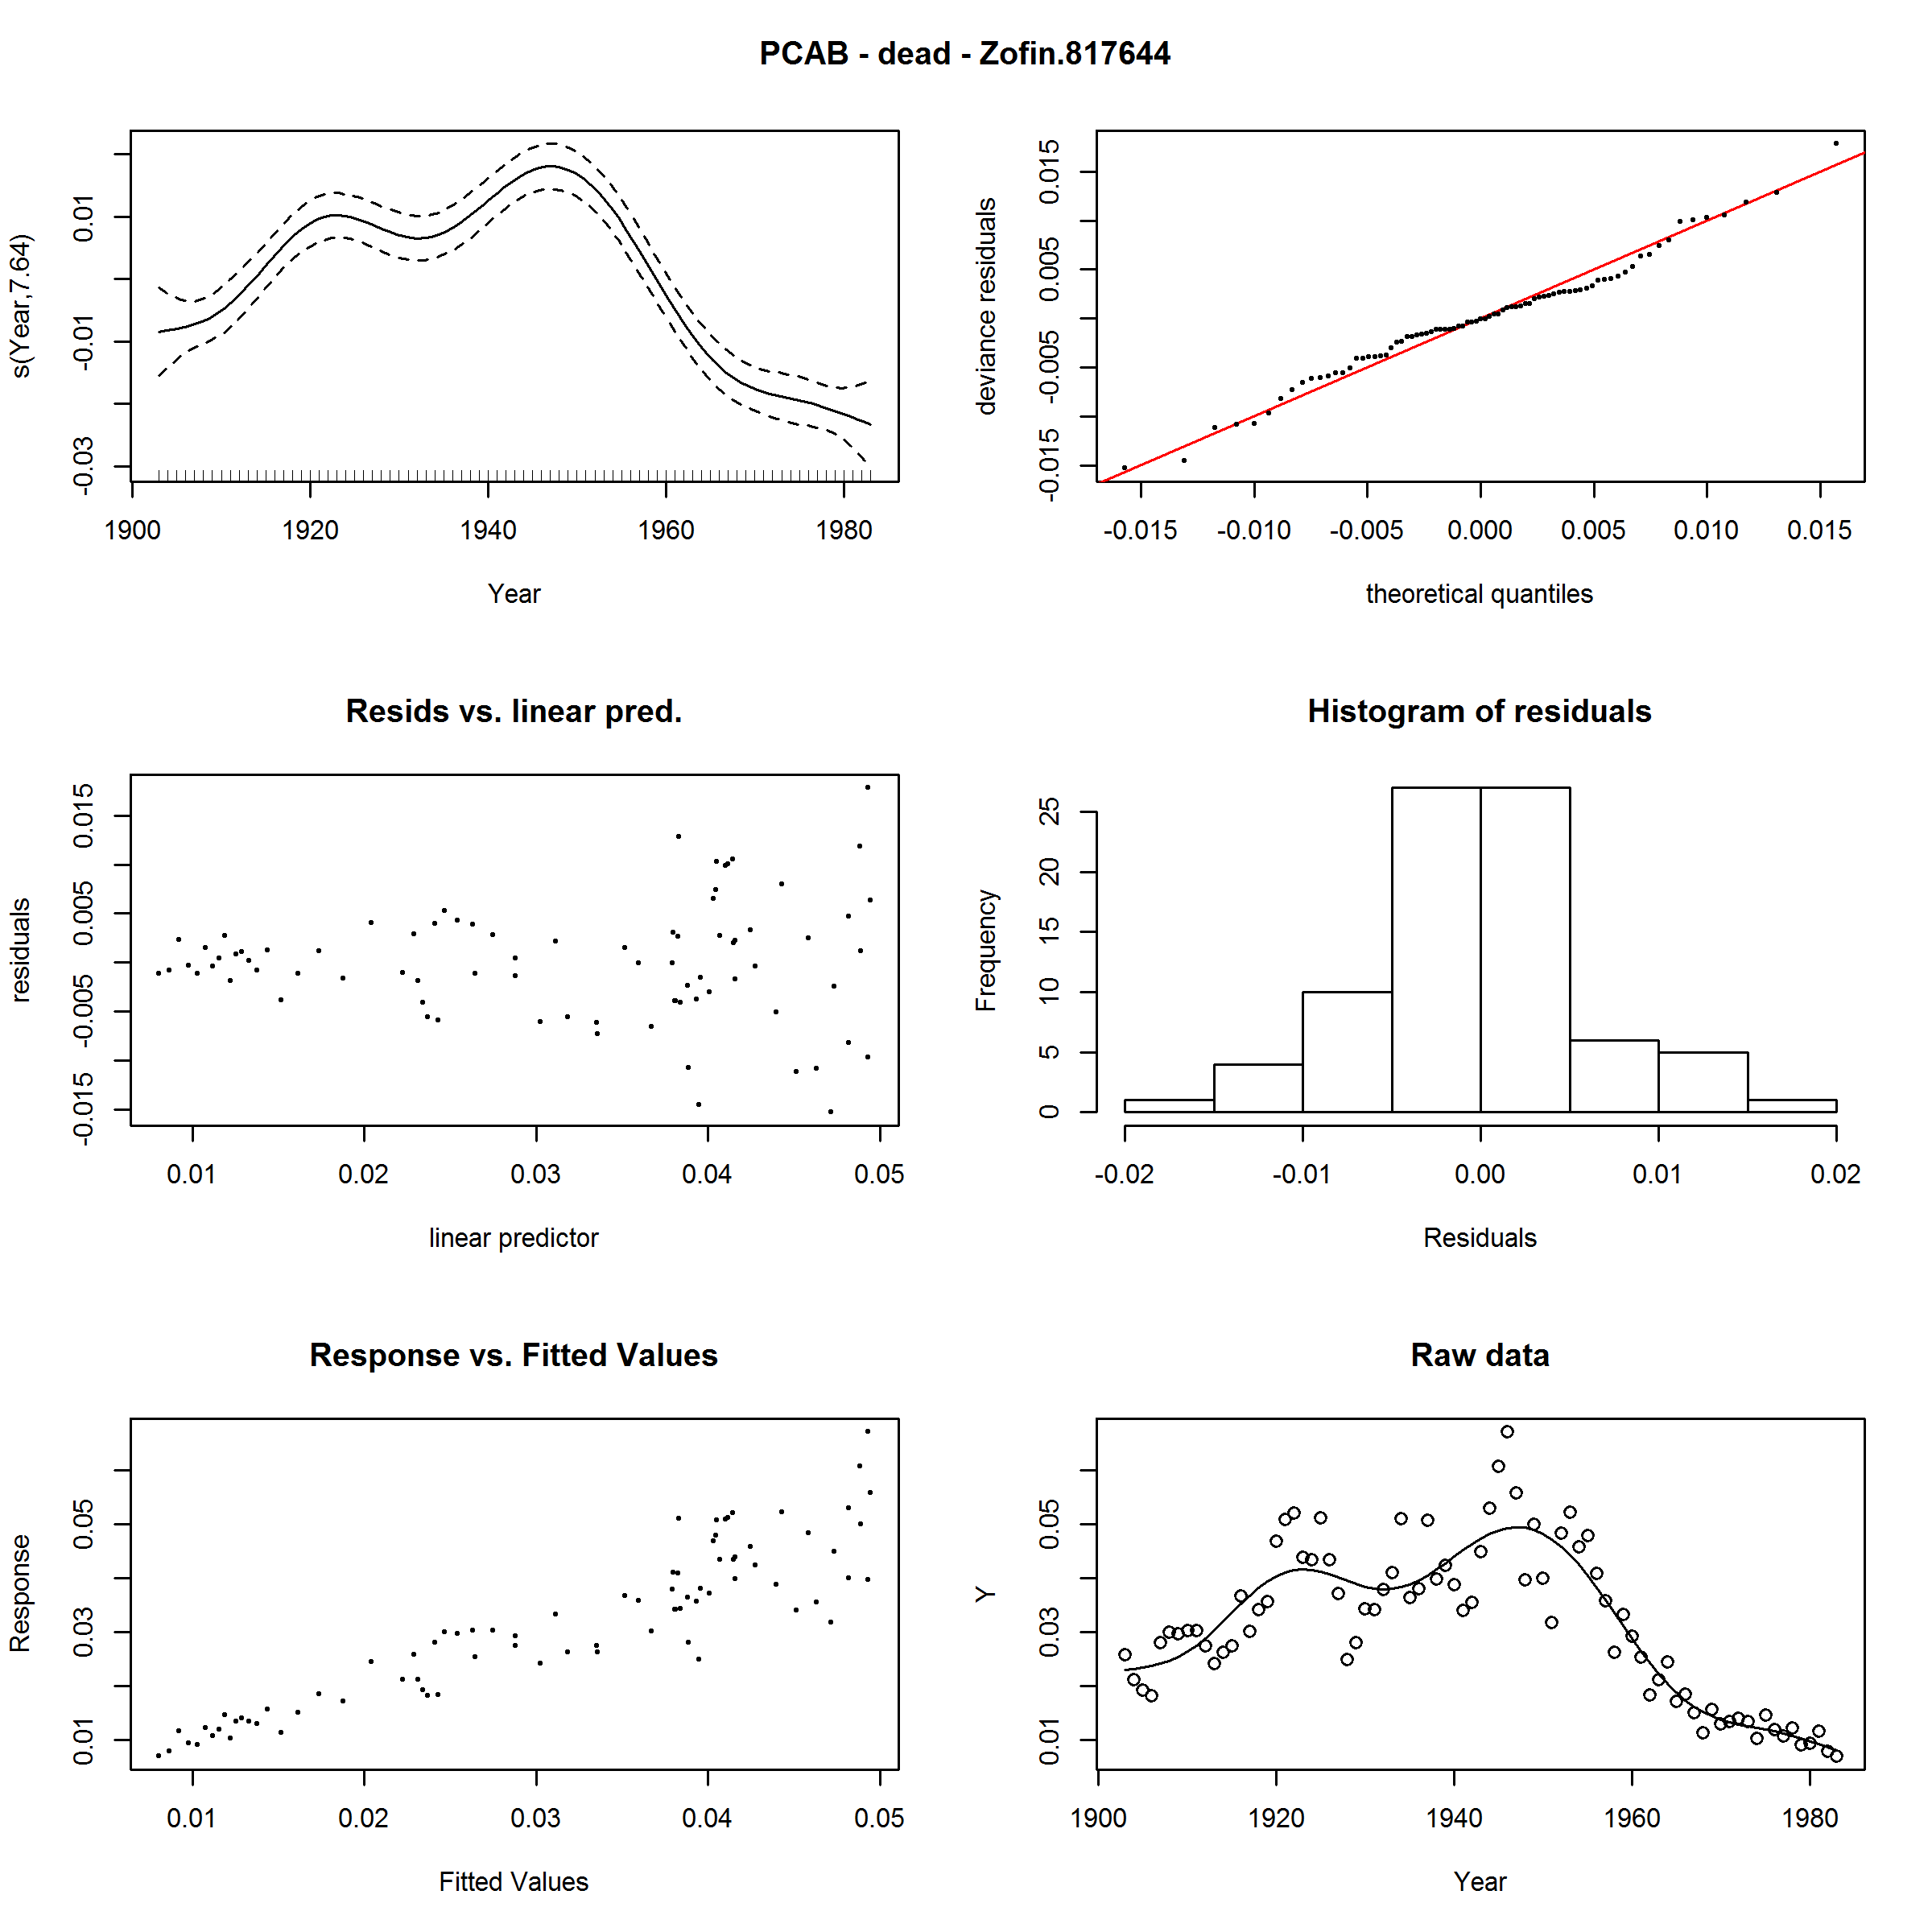 PCAB - dead - Zofin.817644
s(Year,7.64)
-0.03 -0.01 0.01
1900 1920 1940 1960 1980
Year
deviance residuals
-0.015 -0.005 0.005 0.015
-0.015 -0.010 -0.005 0.000 0.005 0.010 0.015
theoretical quantiles
Resids vs. linear pred.
residuals
-0.015 -0.005 0.005 0.015
0.01 0.02 0.03 0.04 0.05
linear predictor
Histogram of residuals
Frequency
0 5 10 15 20 25
-0.02 -0.01 0.00 0.01 0.02
Residuals
Response vs. Fitted Values
Response
0.01 0.03 0.05
0.01 0.02 0.03 0.04 0.05
Fitted Values
Raw data
Y
0.01 0.03 0.05
1900 1920 1940 1960 1980
Year